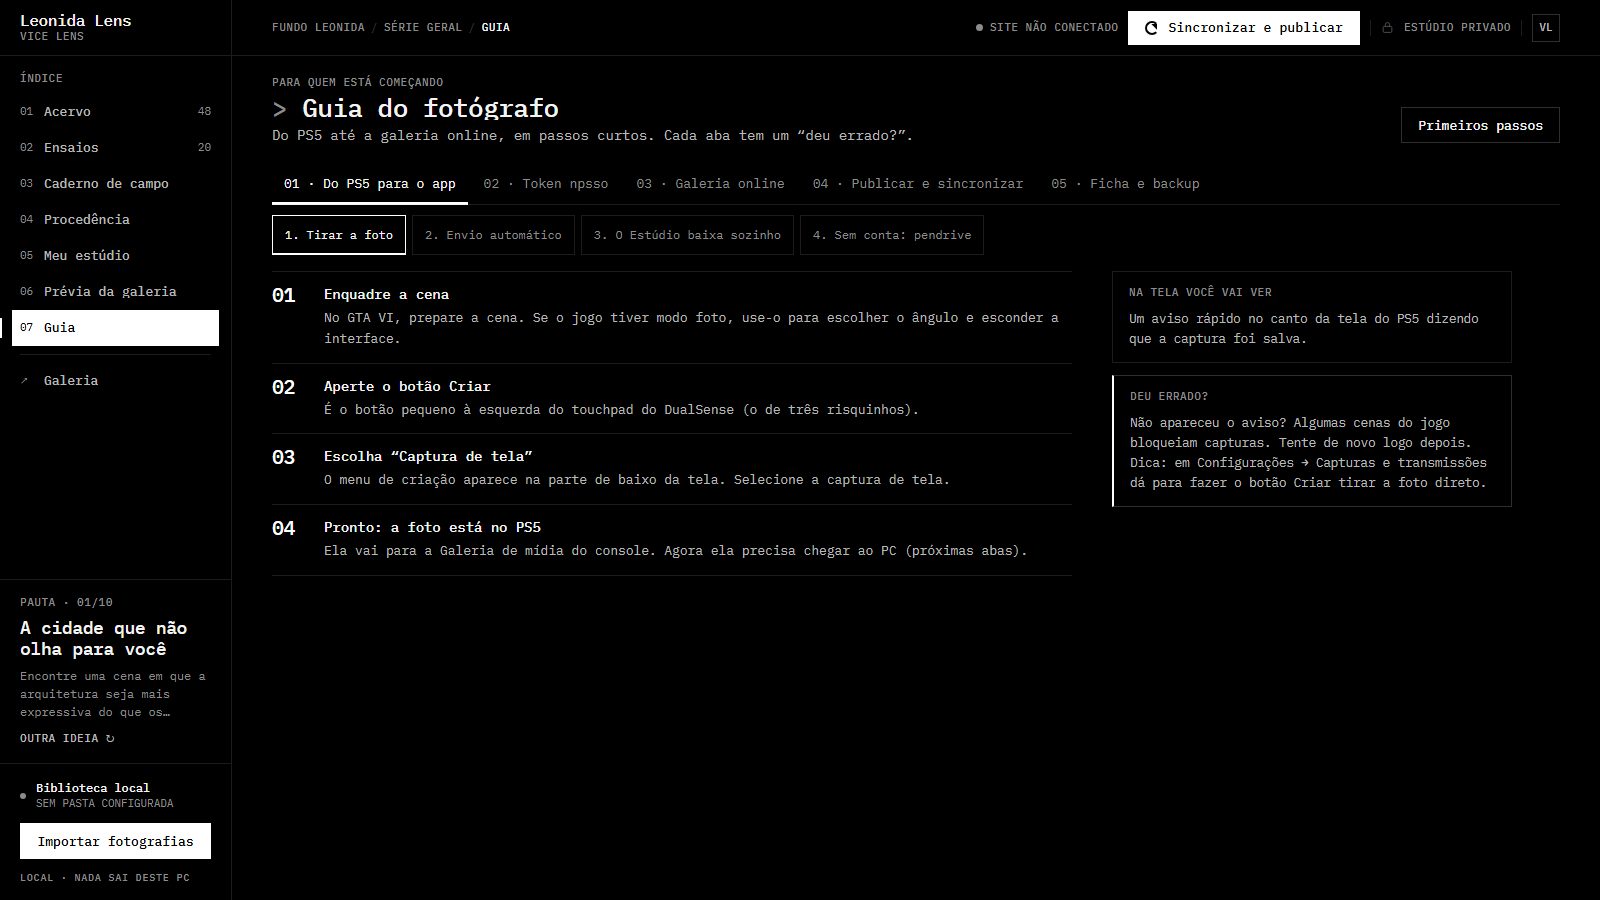 Leonida Lens
VICE LENS
FUNDO LEONIDA / SÉRIE GERAL / GUIA
SITE NÃO CONECTADO
Sincronizar e publicar
ESTÚDIO PRIVADO
VL
ÍNDICE
01 Acervo 48
02 Ensaios 20
03 Caderno de campo
04 Procedência
05 Meu estúdio
06 Prévia da galeria
07 Guia
↗ Galeria
PAUTA · 01/10
A cidade que não
olha para você
Encontre uma cena em que a
arquitetura seja mais
expressiva do que os…
OUTRA IDEIA ↻
Biblioteca local
SEM PASTA CONFIGURADA
Importar fotografias
LOCAL · NADA SAI DESTE PC
PARA QUEM ESTÁ COMEÇANDO
> Guia do fotógrafo
Do PS5 até a galeria online, em passos curtos. Cada aba tem um “deu errado?”.
Primeiros passos
01 · Do PS5 para o app
02 · Token npsso
03 · Galeria online
04 · Publicar e sincronizar
05 · Ficha e backup
1. Tirar a foto
2. Envio automático
3. O Estúdio baixa sozinho
4. Sem conta: pendrive
01 Enquadre a cena
No GTA VI, prepare a cena. Se o jogo tiver modo foto, use-o para escolher o ângulo e esconder a
interface.
02 Aperte o botão Criar
É o botão pequeno à esquerda do touchpad do DualSense (o de três risquinhos).
03 Escolha “Captura de tela”
O menu de criação aparece na parte de baixo da tela. Selecione a captura de tela.
04 Pronto: a foto está no PS5
Ela vai para a Galeria de mídia do console. Agora ela precisa chegar ao PC (próximas abas).
NA TELA VOCÊ VAI VER
Um aviso rápido no canto da tela do PS5 dizendo
que a captura foi salva.
DEU ERRADO?
Não apareceu o aviso? Algumas cenas do jogo
bloqueiam capturas. Tente de novo logo depois.
Dica: em Configurações → Capturas e transmissões
dá para fazer o botão Criar tirar a foto direto.